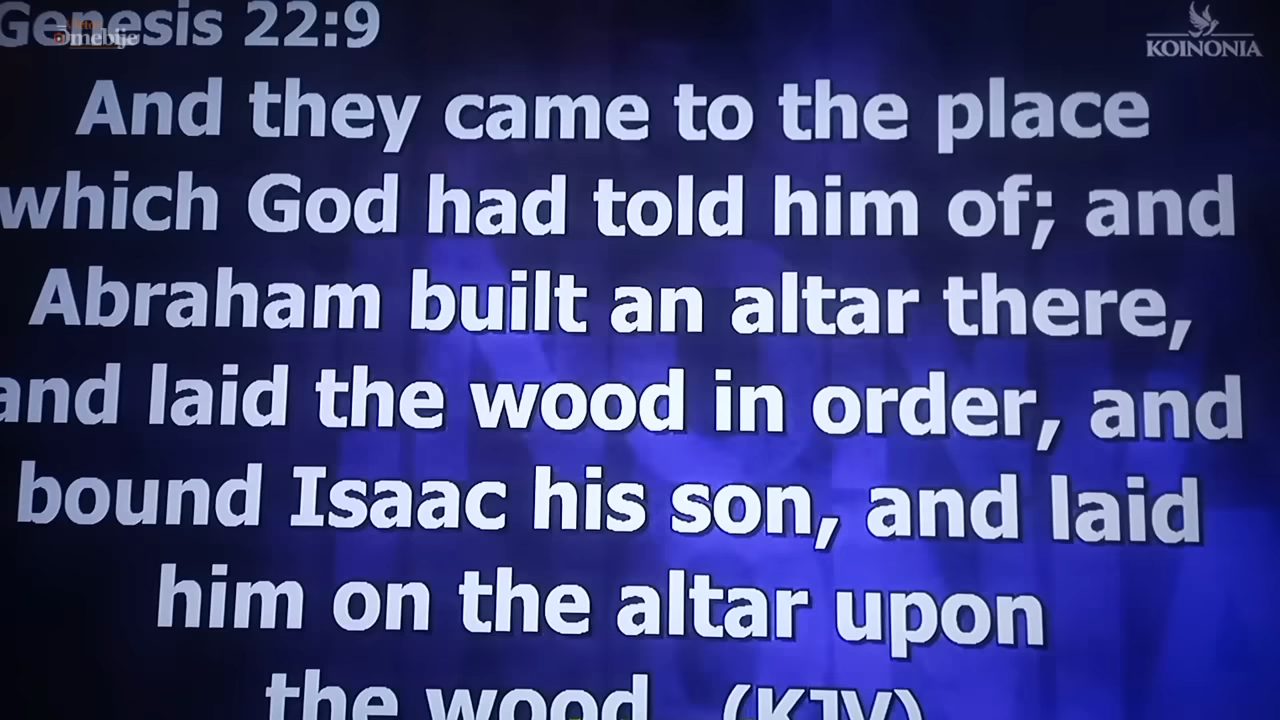 Genesis 22:9
mebije
KOINONIA
And they came to the place
which God had told him of; and
Abraham built an altar there,
and laid the wood in order, and
bound Isaac his son, and laid
him on the altar upon
the wood. (KJV)